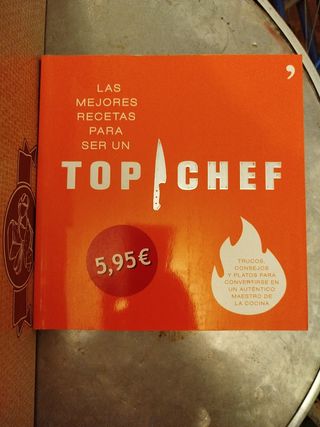 LAS
MEJORES
RECETAS
PARA
SER UN
TOP CHEF
5,95€
TRUCOS,
CONSEJOS
Y PLATOS PARA
CONVERTIRSE EN
UN AUTÉNTICO
MAESTRO DE
LA COCINA